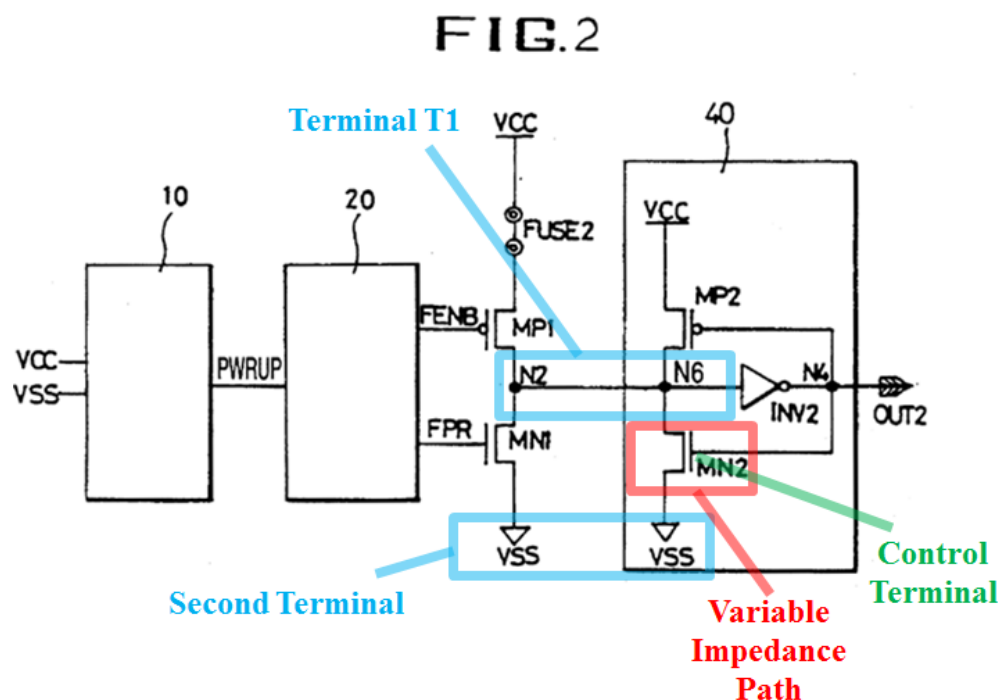 FIG.2
Terminal T1
VCC
40
10
20
VCC
FUSE2
MP2
FENB
MP1
VCC
VSS
PWRUP
N2
N6
N4
INV2
OUT2
FPR
MN1
MN2
VSS
VSS
Control
Terminal
Second Terminal
Variable
Impedance
Path